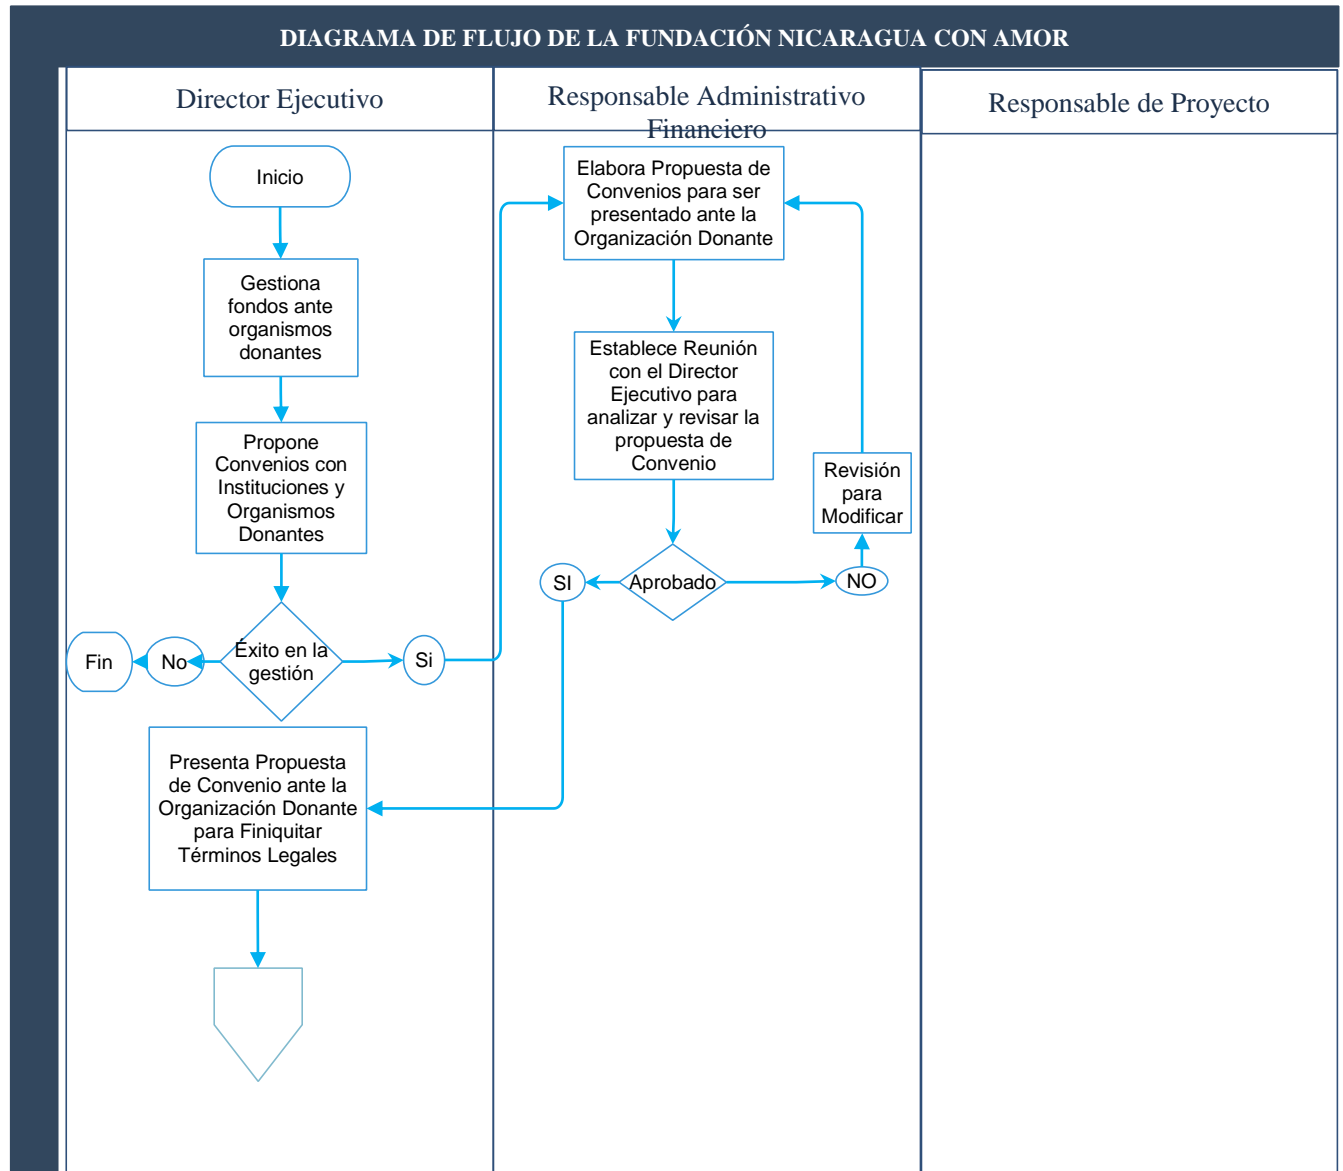 DIAGRAMA DE FLUJO DE LA FUNDACIÓN NICARAGUA CON AMOR
Director Ejecutivo
Responsable Administrativo
Financiero
Responsable de Proyecto
Inicio
Gestiona
fondos ante
organismos
donantes
Propone
Convenios con
Instituciones y
Organismos
Donantes
Éxito en la
gestión
No
Fin
Si
Elabora Propuesta de
Convenios para ser
presentado ante la
Organización Donante
Establece Reunión
con el Director
Ejecutivo para
analizar y revisar la
propuesta de
Convenio
Aprobado
SI
NO
Revisión
para
Modificar
Presenta Propuesta
de Convenio ante la
Organización Donante
para Finiquitar
Términos Legales